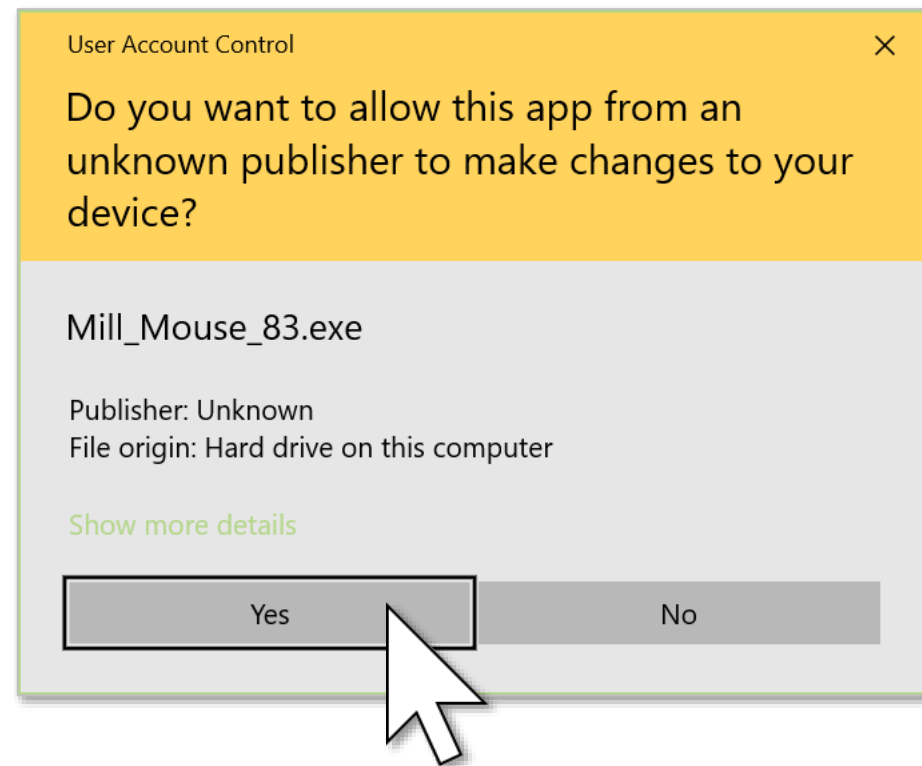 User Account Control
Do you want to allow this app from an
unknown publisher to make changes to your
device?
Mill_Mouse_83.exe
Publisher: Unknown
File origin: Hard drive on this computer
Show more details
Yes
No